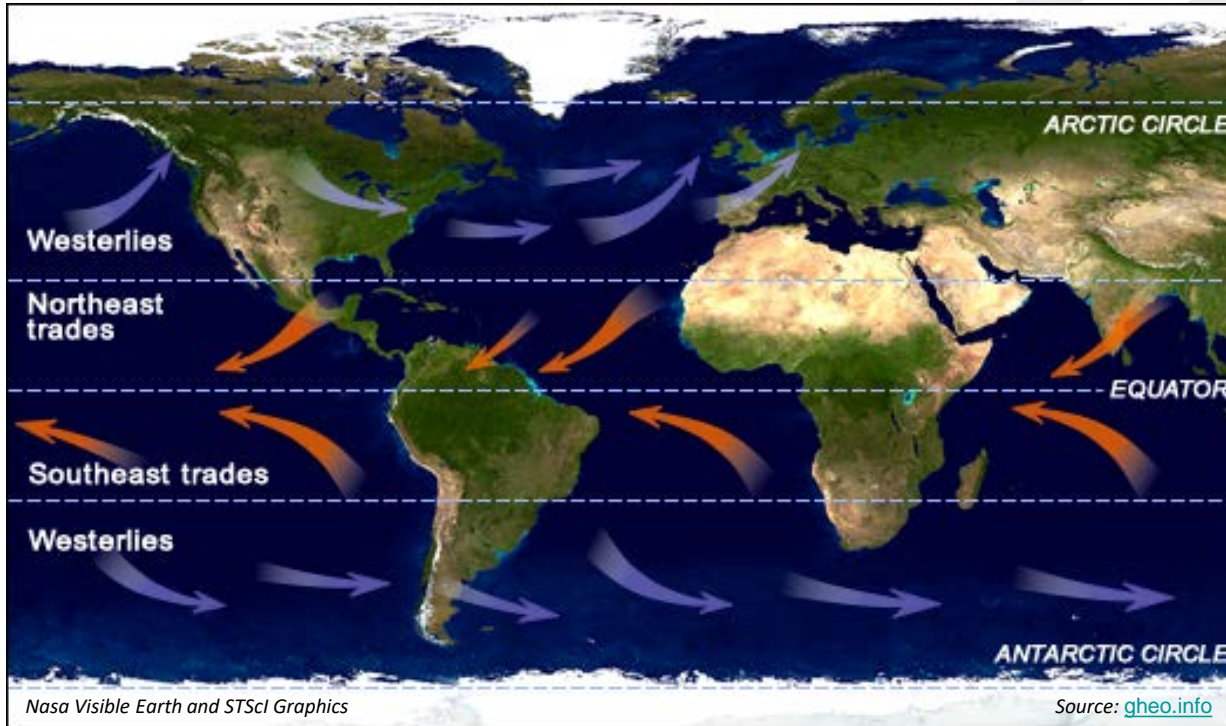 ARCTIC CIRCLE
Westerlies
Northeast
trades
EQUATOR
Southeast trades
Westerlies
ANTARCTIC CIRCLE
Nasa Visible Earth and STScI Graphics
Source: gheo.info